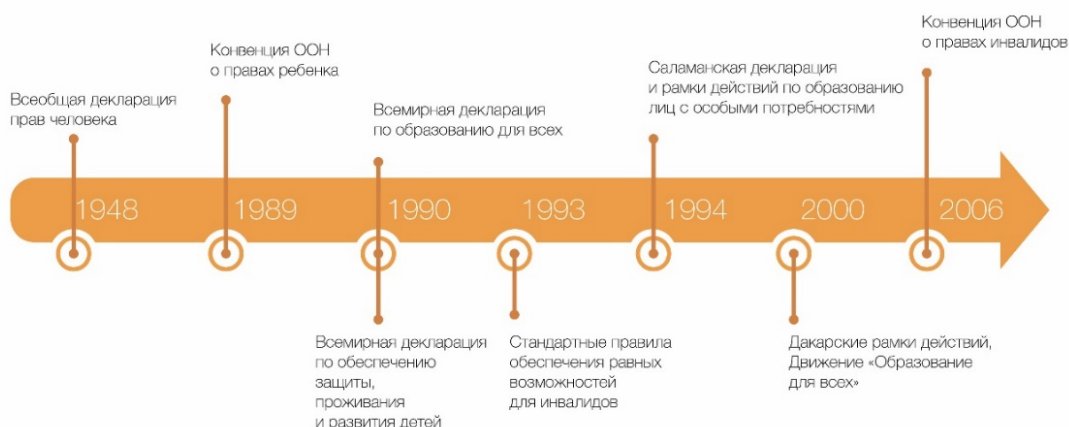 Всеобщая декларация
прав человека
Конвенция ООН
о правах ребенка
Всемирная декларация
по образованию для всех
Саламанская декларация
и рамки действий по образованию
лиц с особыми потребностями
Конвенция ООН
о правах инвалидов
1948
1989
1990
1993
1994
2000
2006
Всемирная декларация
по обеспечению
защиты,
проживания
и развития детей
Стандартные правила
обеспечения равных
возможностей
для инвалидов
Дакарские рамки действий,
Движение «Образование
для всех»